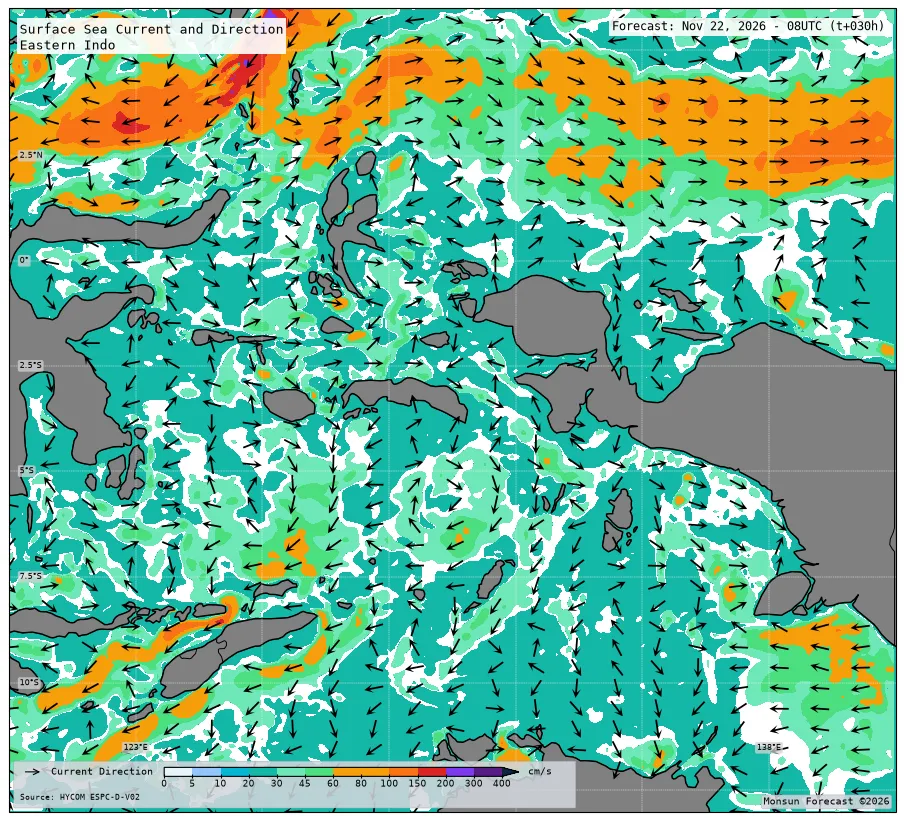 Surface Sea Current and Direction
Eastern Indo
Forecast: Nov 22, 2026 - 08UTC (t+030h)
2.5°N
0°
2.5°S
5°S
7.5°S
10°S
123°E
138°E
Current Direction
0 5 10 20 30 45 60 80 100 150 200 300 400
cm/s
Source: HYCOM ESPC-D-V02
Monsun Forecast ©2026